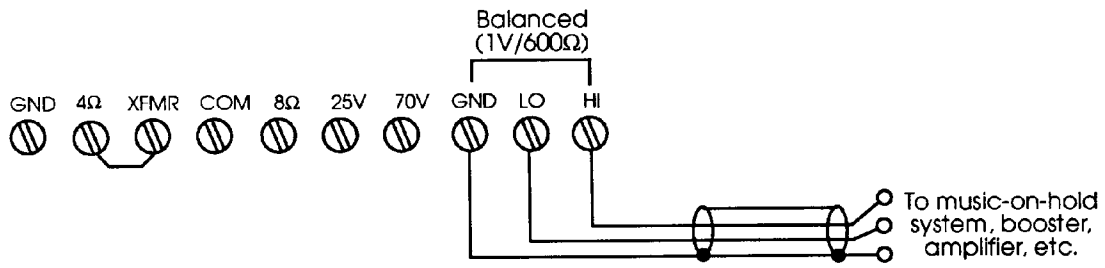 Balanced
(1V/600Ω)
GND 4Ω XFMR COM 8Ω 25V 70V GND LO HI
To music-on-hold
system, booster,
amplifier, etc.